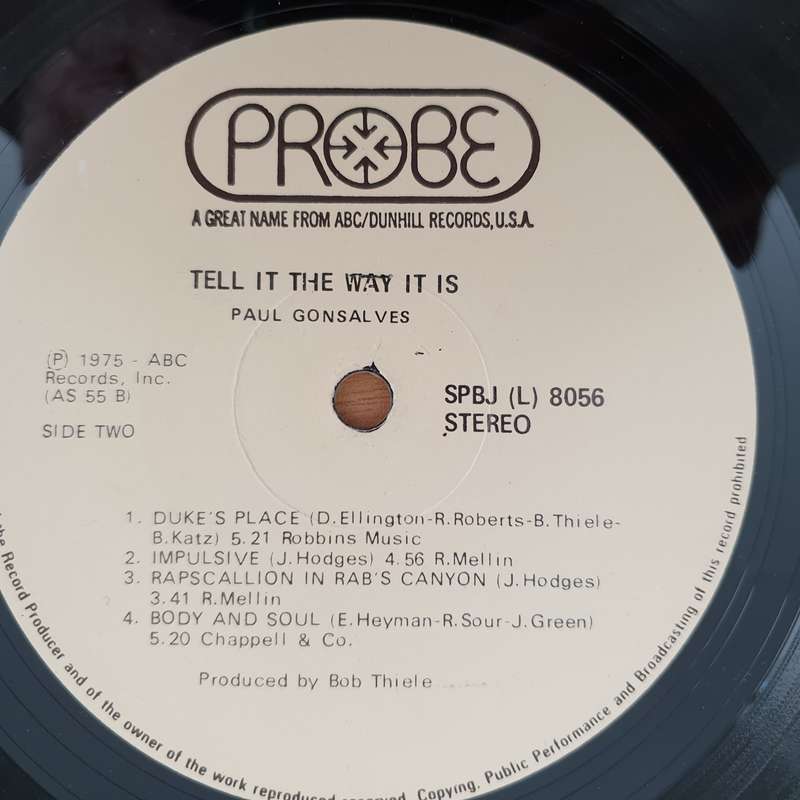 PROBE
A GREAT NAME FROM ABC/DUNHILL RECORDS, U.S.A.
TELL IT THE WAY IT IS
PAUL GONSALVES
(P) 1975 - ABC
Records, Inc.
(AS 55 B)
SIDE TWO
SPBJ (L) 8056
STEREO
1. DUKE'S PLACE (D.Ellington-R.Roberts-B.Thiele-
B.Katz) 5.21 Robbins Music
2. IMPULSIVE (J.Hodges) 4.56 R.Mellin
3. RAPSCALLION IN RAB'S CANYON (J.Hodges)
3.41 R.Mellin
4. BODY AND SOUL (E.Heyman-R.Sour-J.Green)
5.20 Chappell & Co.
Produced by Bob Thiele
the Record Producer and of the owner of the work reproduced reserved. Copying, Public Performance and Broadcasting of this record prohibited